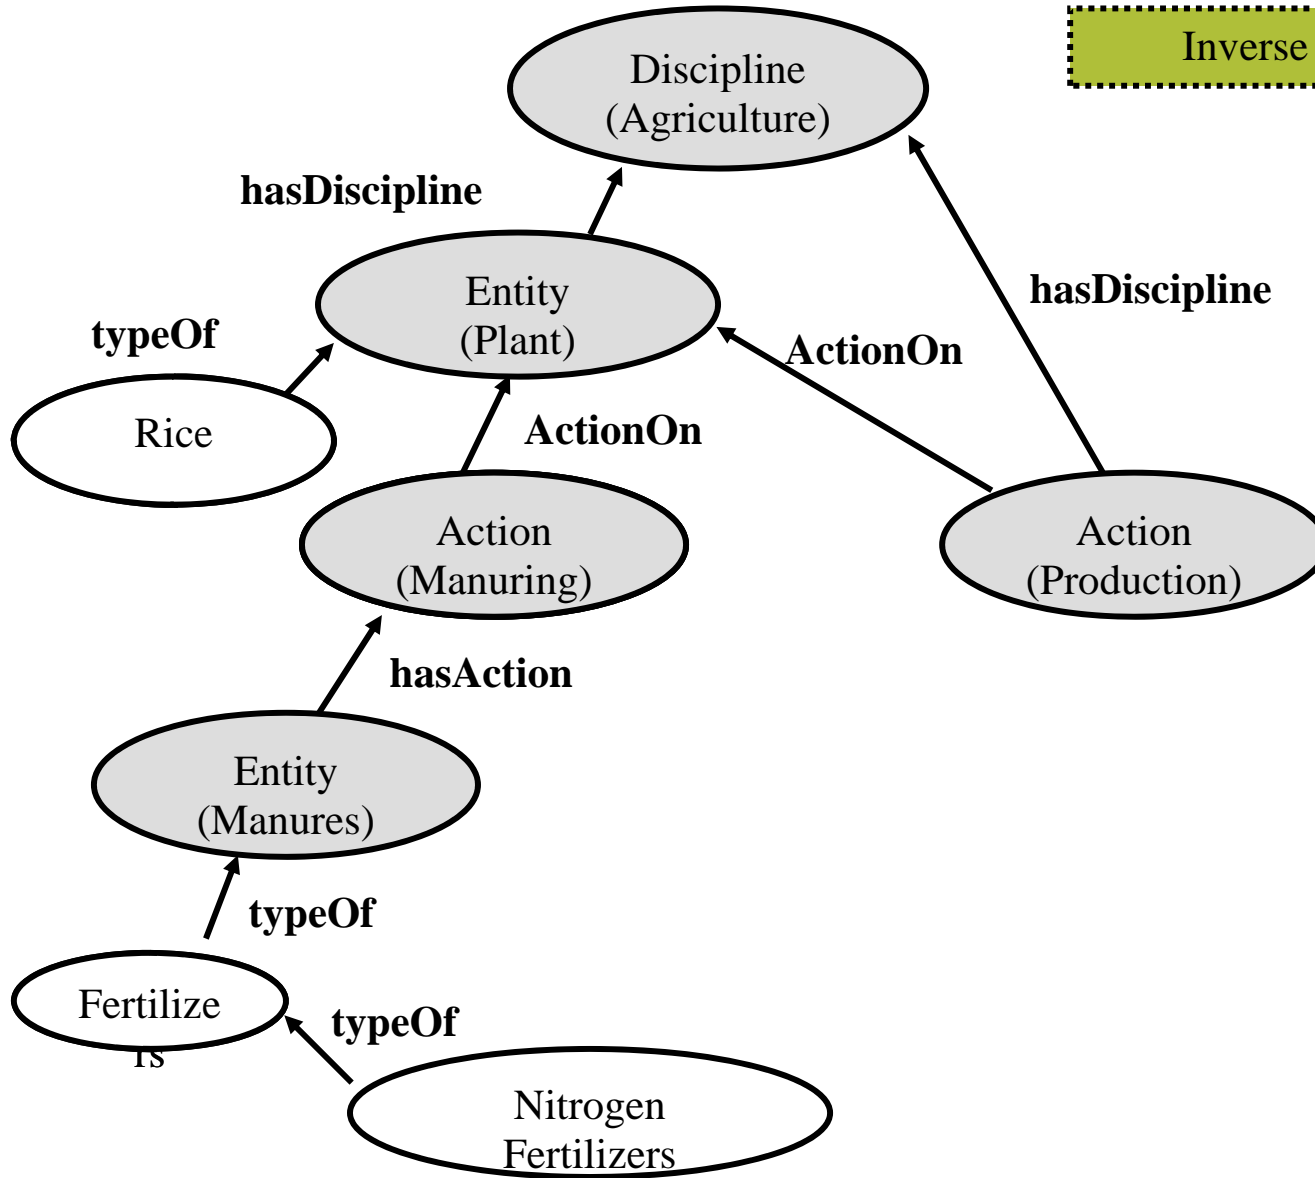 Inverse
Discipline
(Agriculture)
hasDiscipline
Entity
(Plant)
hasDiscipline
typeOf
ActionOn
Rice
ActionOn
Action
(Manuring)
Action
(Production)
hasAction
Entity
(Manures)
typeOf
Fertilize
rs
typeOf
Nitrogen
Fertilizers